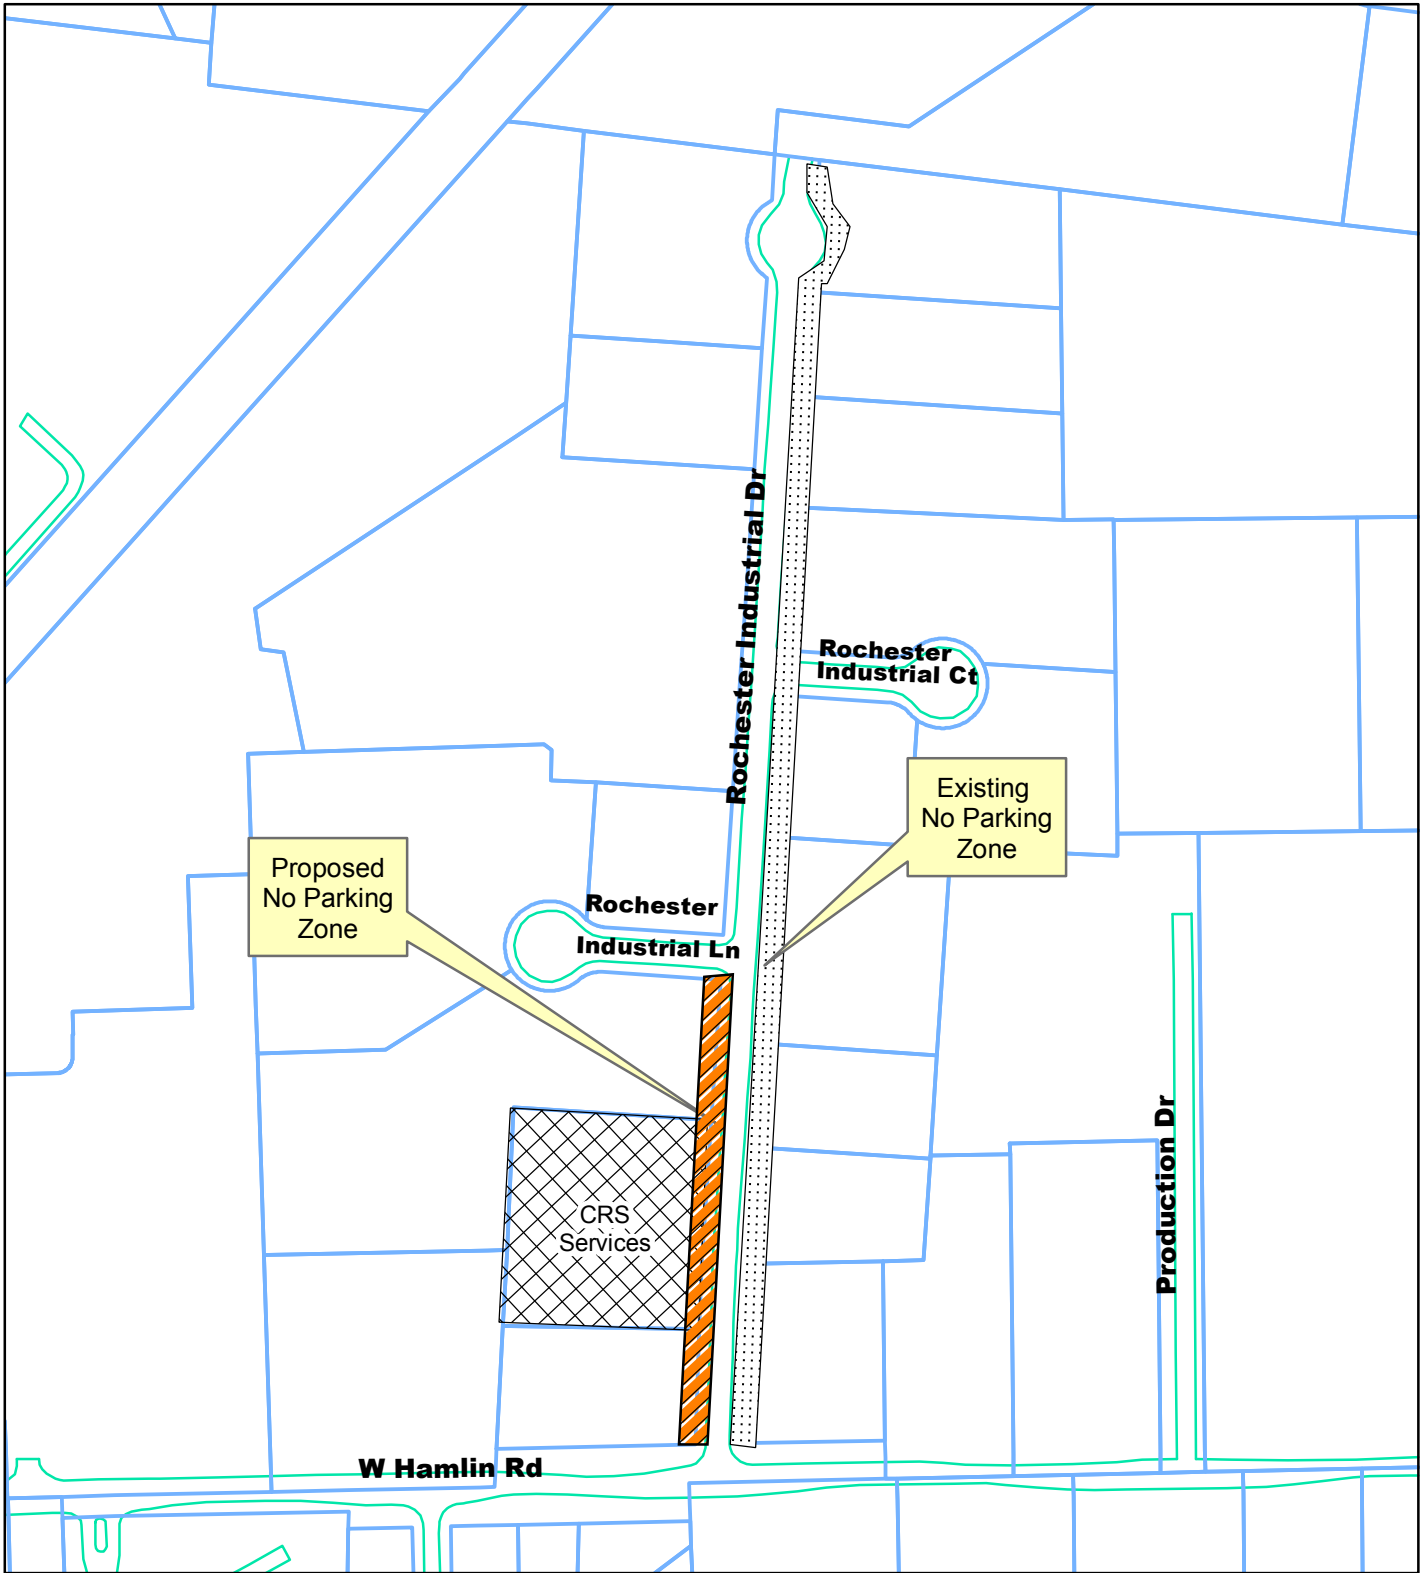 Rochester Industrial Dr
Rochester
Industrial Ct
Existing
No Parking
Zone
Proposed
No Parking
Zone
Rochester
Industrial Ln
CRS
Services
Production Dr
W Hamlin Rd